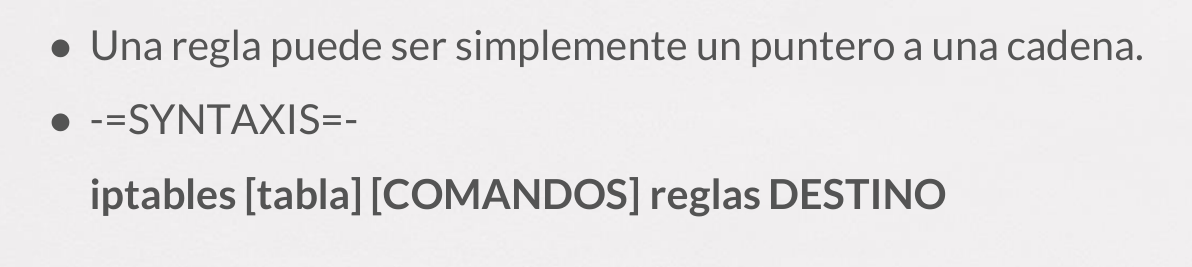 ● Una regla puede ser simplemente un puntero a una cadena.
● -=SYNTAXIS=-
iptables [tabla] [COMANDOS] reglas DESTINO